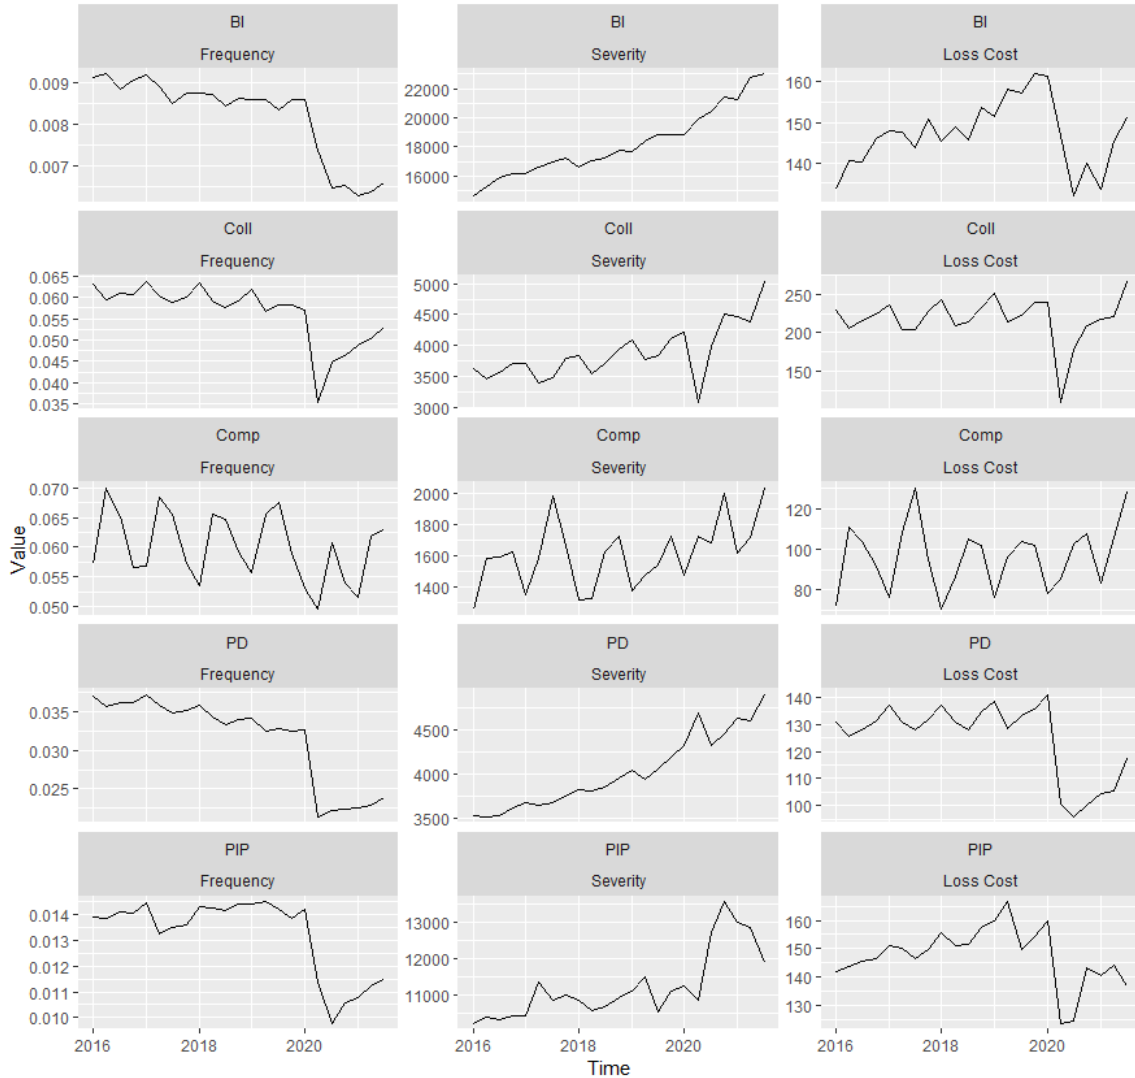 BI
Frequency
0.009
0.008
0.007
BI
Severity
22000
20000
18000
16000
BI
Loss Cost
160
150
140
Coll
Frequency
0.065
0.060
0.055
0.050
0.045
0.040
0.035
Coll
Severity
5000
4500
4000
3500
3000
Coll
Loss Cost
250
200
150
Comp
Frequency
0.070
0.065
0.060
0.055
0.050
Comp
Severity
2000
1800
1600
1400
Comp
Loss Cost
120
100
80
Value
PD
Frequency
0.035
0.030
0.025
PD
Severity
4500
4000
3500
PD
Loss Cost
140
130
120
110
100
PIP
Frequency
0.014
0.013
0.012
0.011
0.010
PIP
Severity
13000
12000
11000
PIP
Loss Cost
160
150
140
130
2016 2018 2020
2016 2018 2020
2016 2018 2020
Time